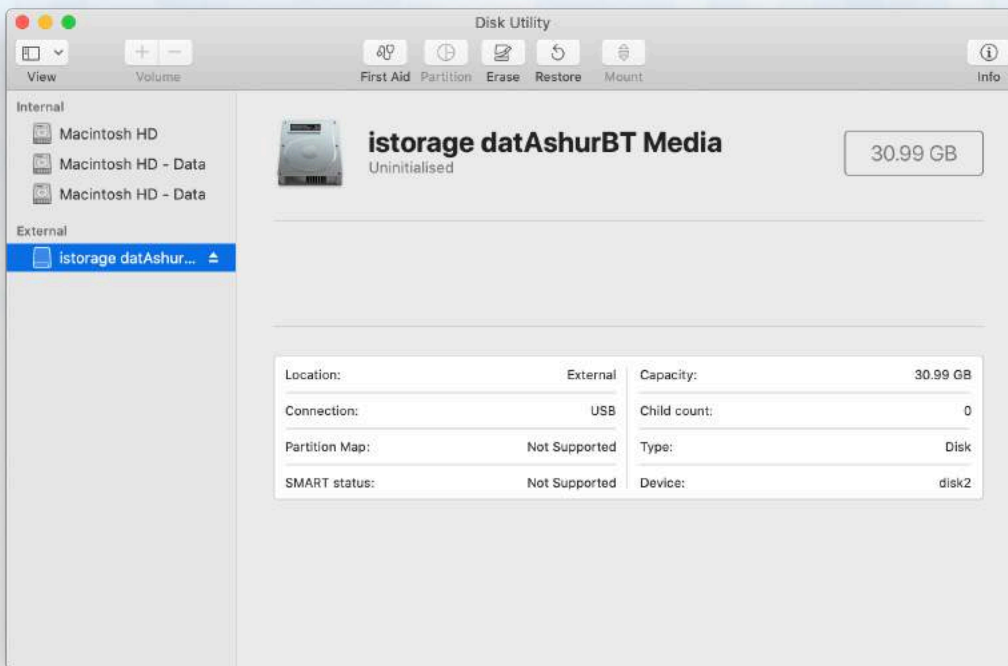 Disk Utility
View
Volume
First Aid
Partition
Erase
Restore
Mount
Info
Internal
Macintosh HD
Macintosh HD - Data
Macintosh HD - Data
External
istorage datAshur...
istorage datAshurBT Media
Uninitialised
30.99 GB
Location: External
Capacity: 30.99 GB
Connection: USB
Child count: 0
Partition Map: Not Supported
Type: Disk
SMART status: Not Supported
Device: disk2